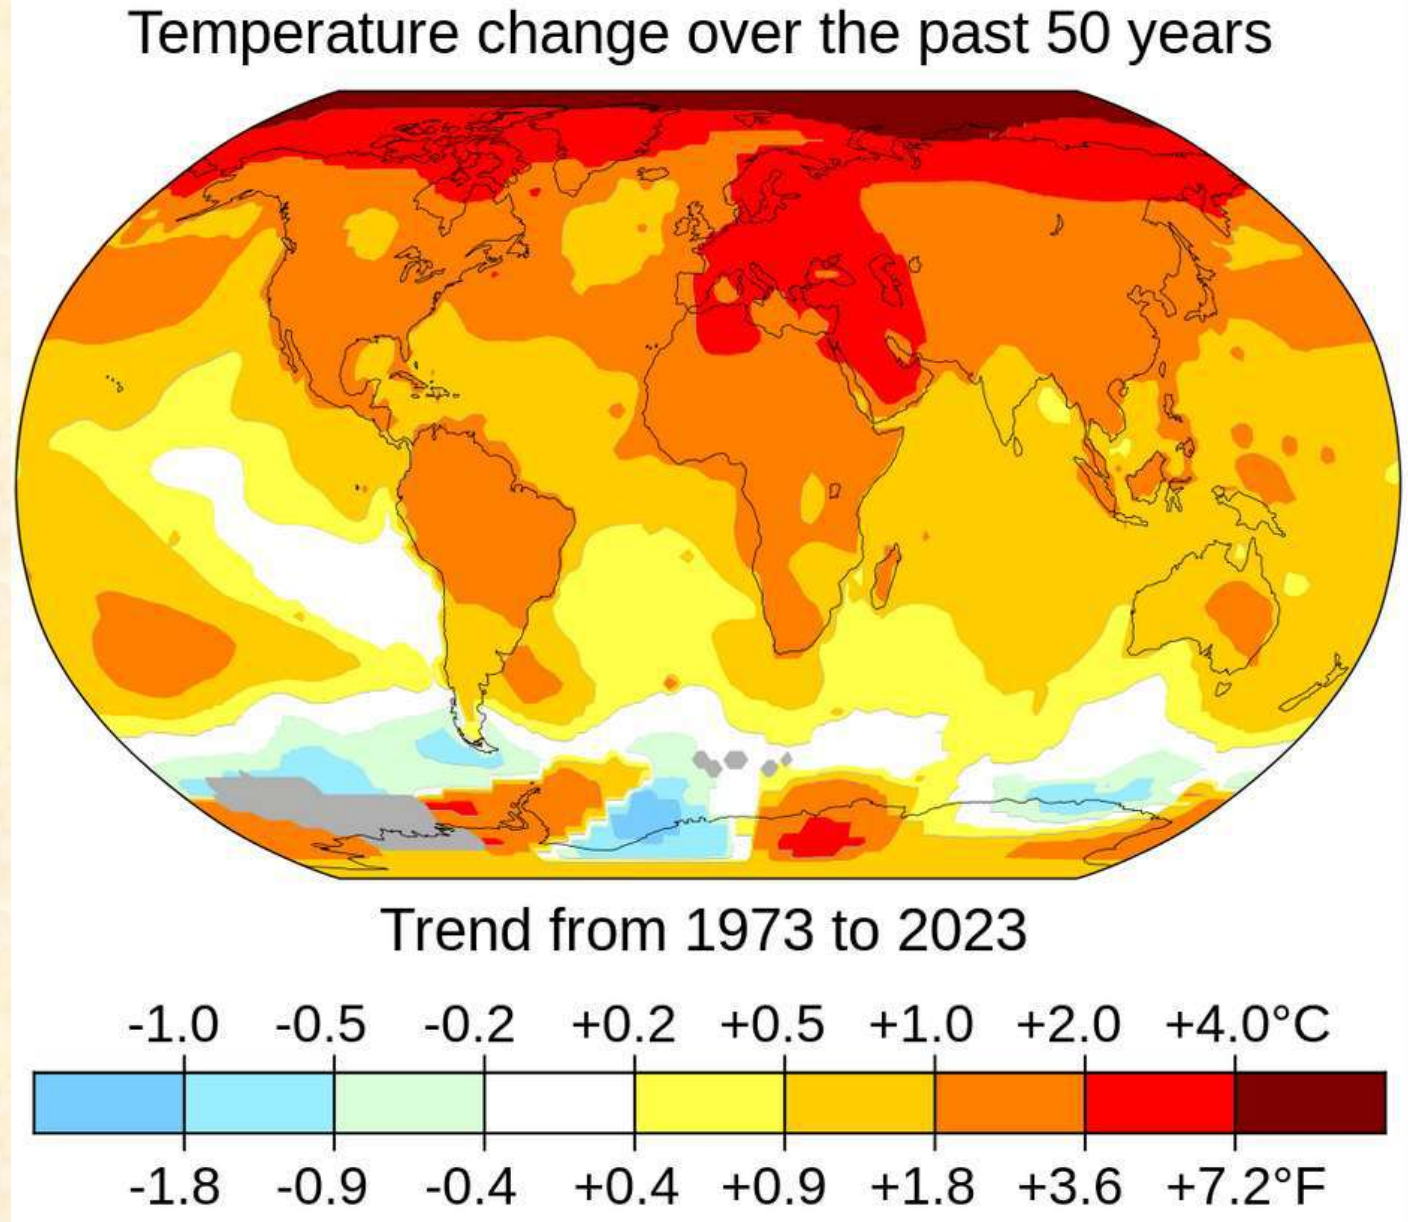 Temperature change over the past 50 years
Trend from 1973 to 2023
-1.0 -0.5 -0.2 +0.2 +0.5 +1.0 +2.0 +4.0°C
-1.8 -0.9 -0.4 +0.4 +0.9 +1.8 +3.6 +7.2°F